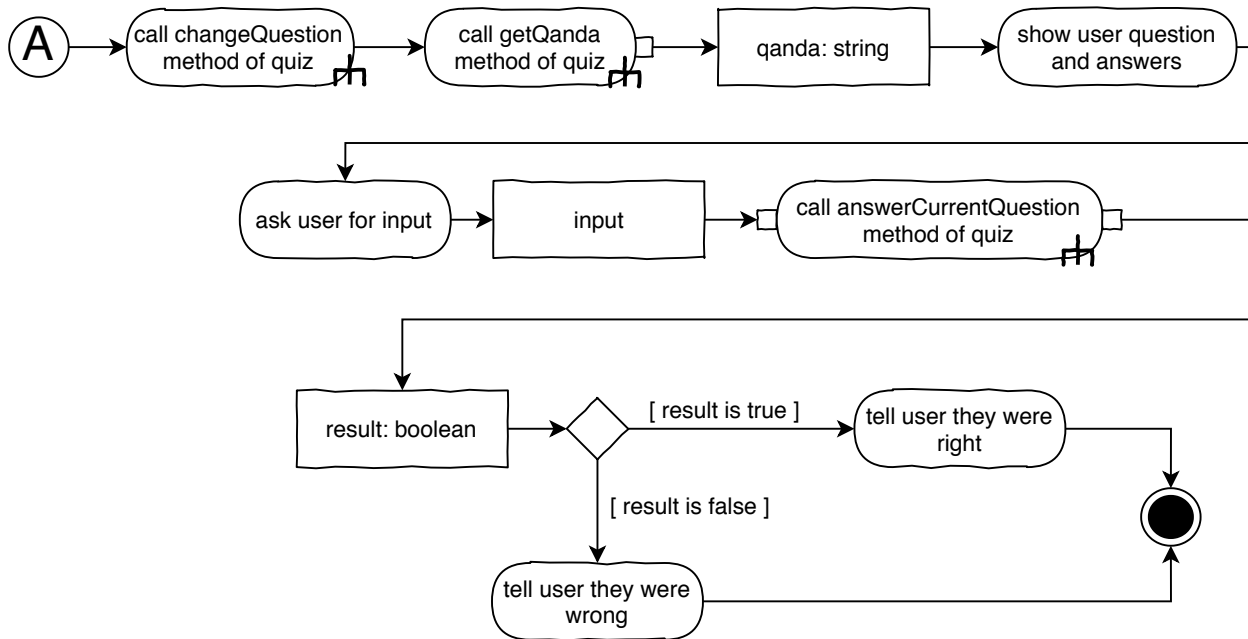 A
call changeQuestion
method of quiz
call getQanda
method of quiz
qanda: string
show user question
and answers
ask user for input
input
call answerCurrentQuestion
method of quiz
result: boolean
[ result is true ]
tell user they were
right
[ result is false ]
tell user they were
wrong